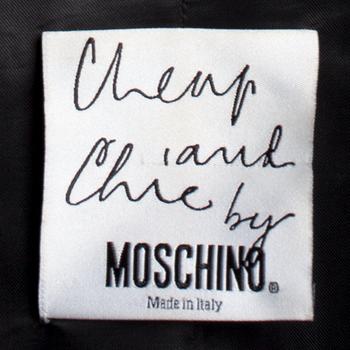 Cheap
and
Chic by
MOSCHINO®
Made in Italy